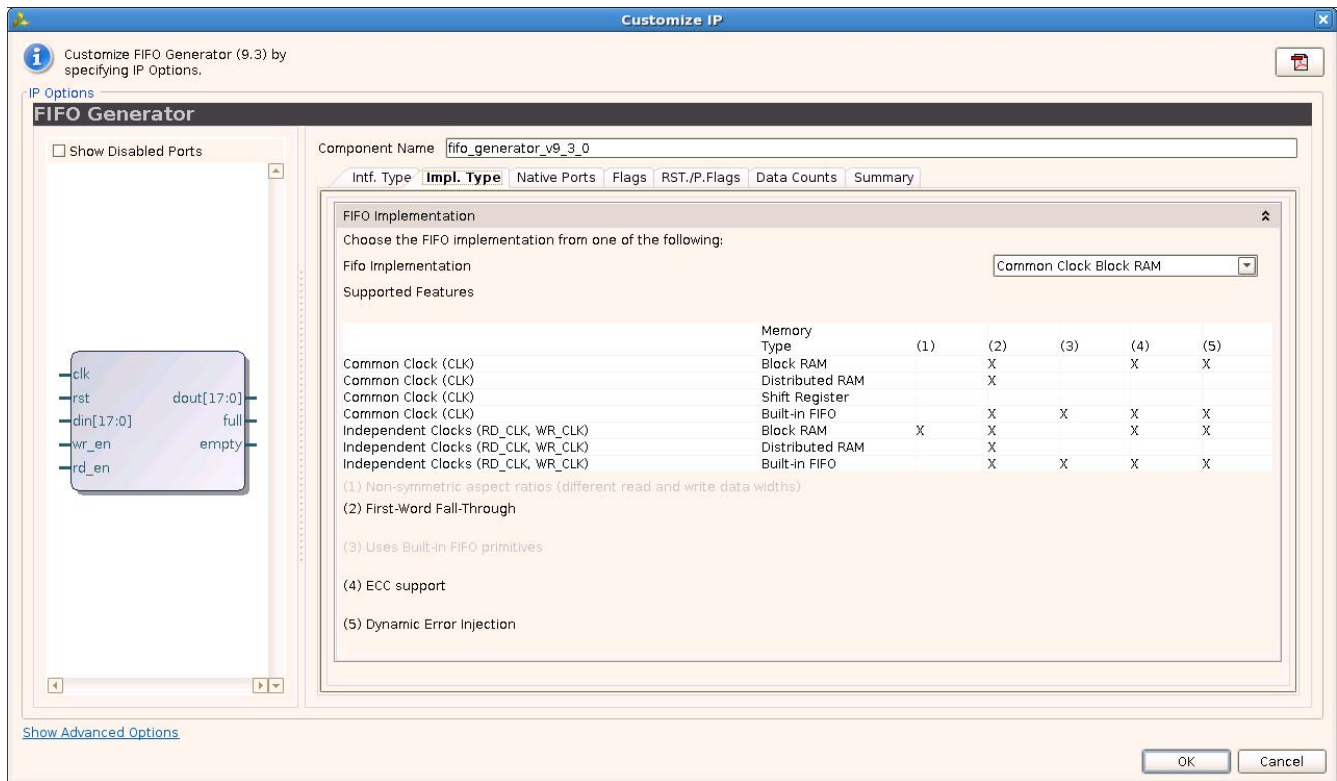 Customize IP
Customize FIFO Generator (9.3) by
specifying IP Options.
IP Options
FIFO Generator
Show Disabled Ports
clk
rst
din[17:0]
wr_en
rd_en
dout[17:0]
full
empty
Component Name fifo_generator_v9_3_0
Intf. Type Impl. Type Native Ports Flags RST./P.Flags Data Counts Summary
FIFO Implementation
Choose the FIFO implementation from one of the following:
Fifo Implementation Common Clock Block RAM
Supported Features
Memory
Type (1) (2) (3) (4) (5)
Common Clock (CLK) Block RAM X X X
Common Clock (CLK) Distributed RAM X
Common Clock (CLK) Shift Register
Common Clock (CLK) Built-in FIFO X X X X
Independent Clocks (RD_CLK, WR_CLK) Block RAM X X X X
Independent Clocks (RD_CLK, WR_CLK) Distributed RAM X
Independent Clocks (RD_CLK, WR_CLK) Built-in FIFO X X X X
(1) Non-symmetric aspect ratios (different read and write data widths)
(2) First-Word Fall-Through
(3) Uses Built-in FIFO primitives
(4) ECC support
(5) Dynamic Error Injection
Show Advanced Options
OK Cancel